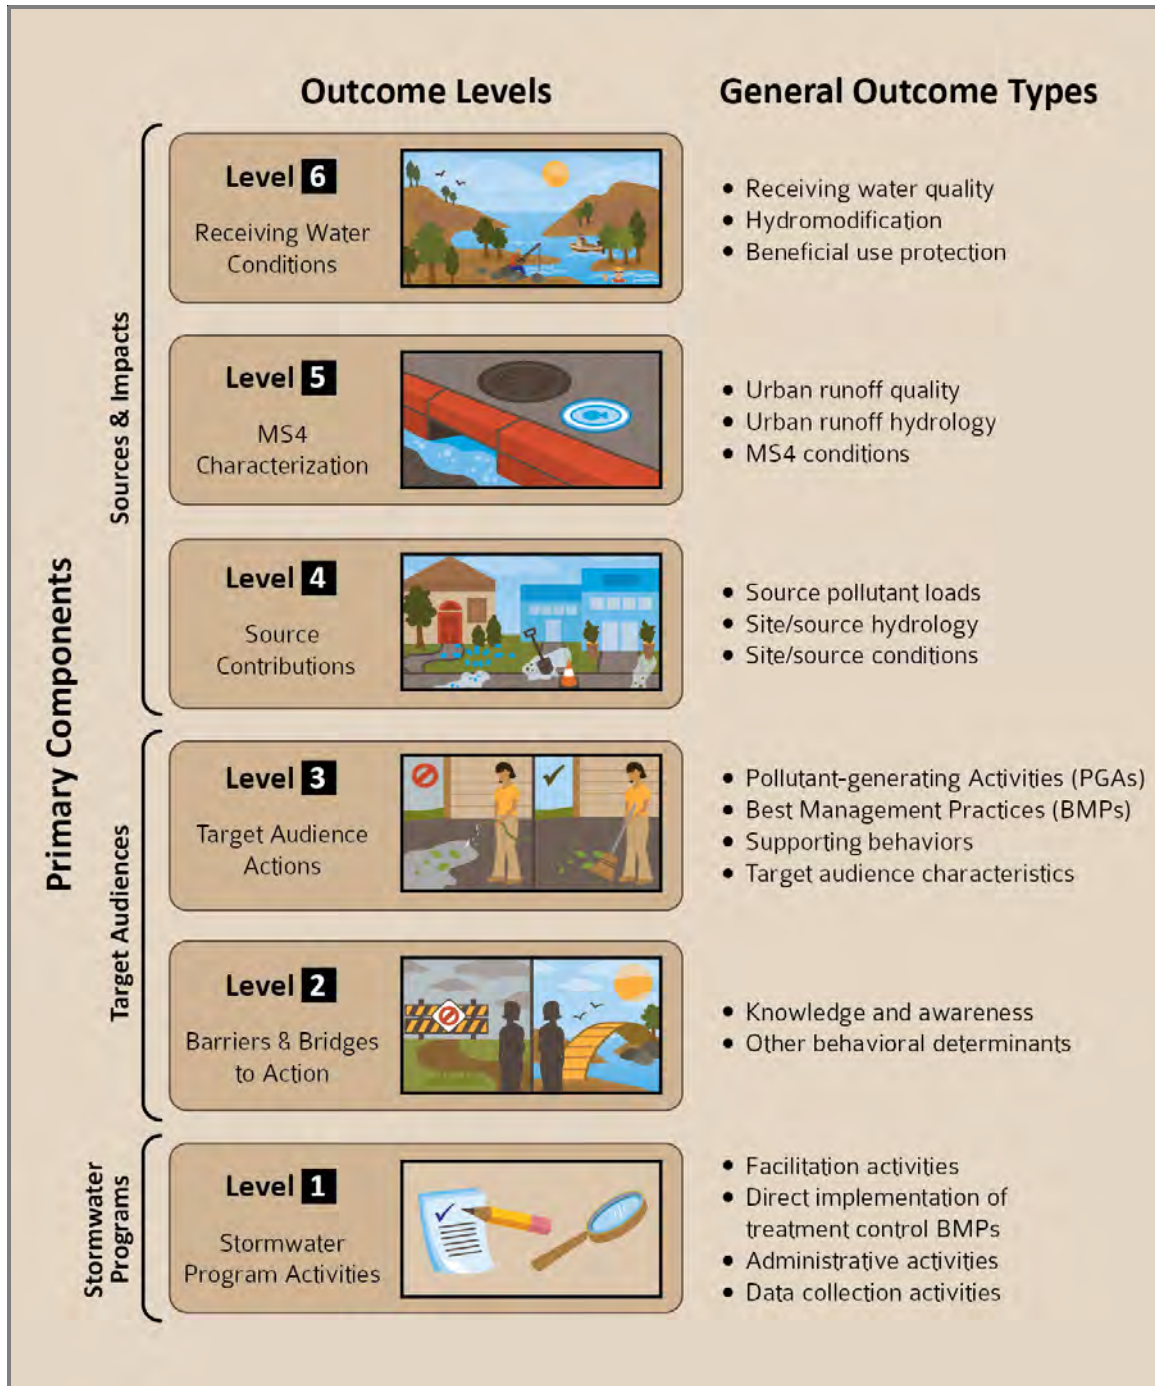 Outcome Levels
General Outcome Types
Primary Components
Sources & Impacts
Level 6
Receiving Water
Conditions
• Receiving water quality
• Hydromodification
• Beneficial use protection
Level 5
MS4
Characterization
• Urban runoff quality
• Urban runoff hydrology
• MS4 conditions
Level 4
Source
Contributions
• Source pollutant loads
• Site/source hydrology
• Site/source conditions
Target Audiences
Level 3
Target Audience
Actions
• Pollutant-generating Activities (PGAs)
• Best Management Practices (BMPs)
• Supporting behaviors
• Target audience characteristics
Level 2
Barriers & Bridges
to Action
• Knowledge and awareness
• Other behavioral determinants
Stormwater
Programs
Level 1
Stormwater
Program Activities
• Facilitation activities
• Direct implementation of
treatment control BMPs
• Administrative activities
• Data collection activities